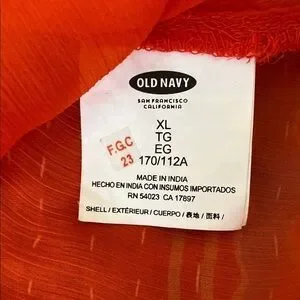 OLD NAVY
SAN FRANCISCO
CALIFORNIA
XL
TG
EG
170/112A
F.G.C
23
MADE IN INDIA
HECHO EN INDIA CON INSUMOS IMPORTADOS
RN 54023 CA 17897
SHELL / EXTÉRIEUR / CUERPO / 表地 / 面料 /